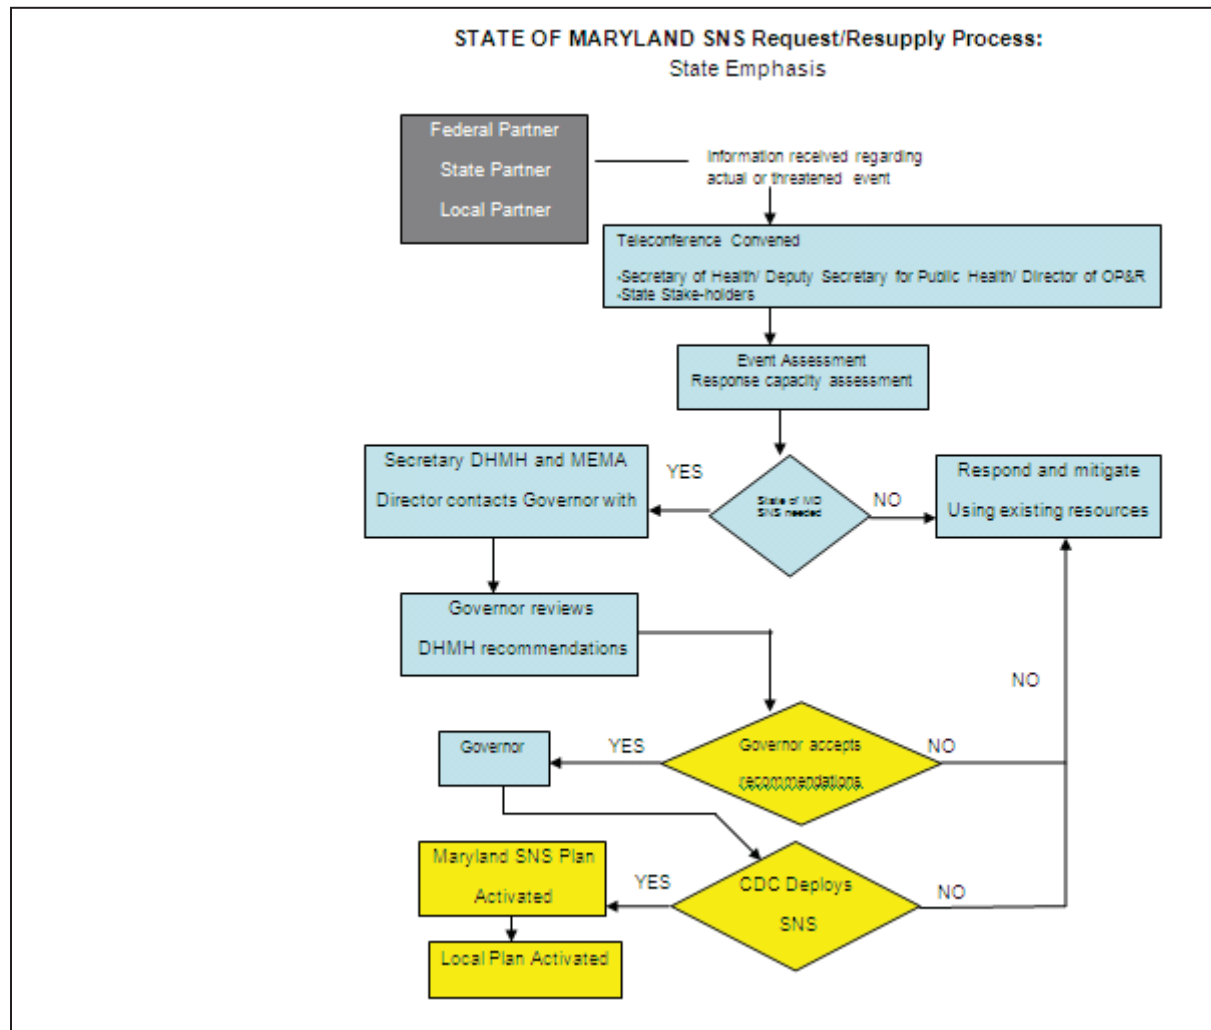 STATE OF MARYLAND SNS Request/Resupply Process:
State Emphasis
Federal Partner
State Partner
Local Partner
Information received regarding
actual or threatened event
Teleconference Convened
-Secretary of Health/ Deputy Secretary for Public Health/ Director of OP&R
-State Stake-holders
Event Assessment
Response capacity assessment
Secretary DHMH and MEMA
Director contacts Governor with
YES
State of MD
SNS needed
NO
Respond and mitigate
Using existing resources
Governor reviews
DHMH recommendations
NO
Governor
YES
Governor accepts
recommendations.
NO
Maryland SNS Plan
Activated
YES
CDC Deploys
SNS
NO
Local Plan Activated